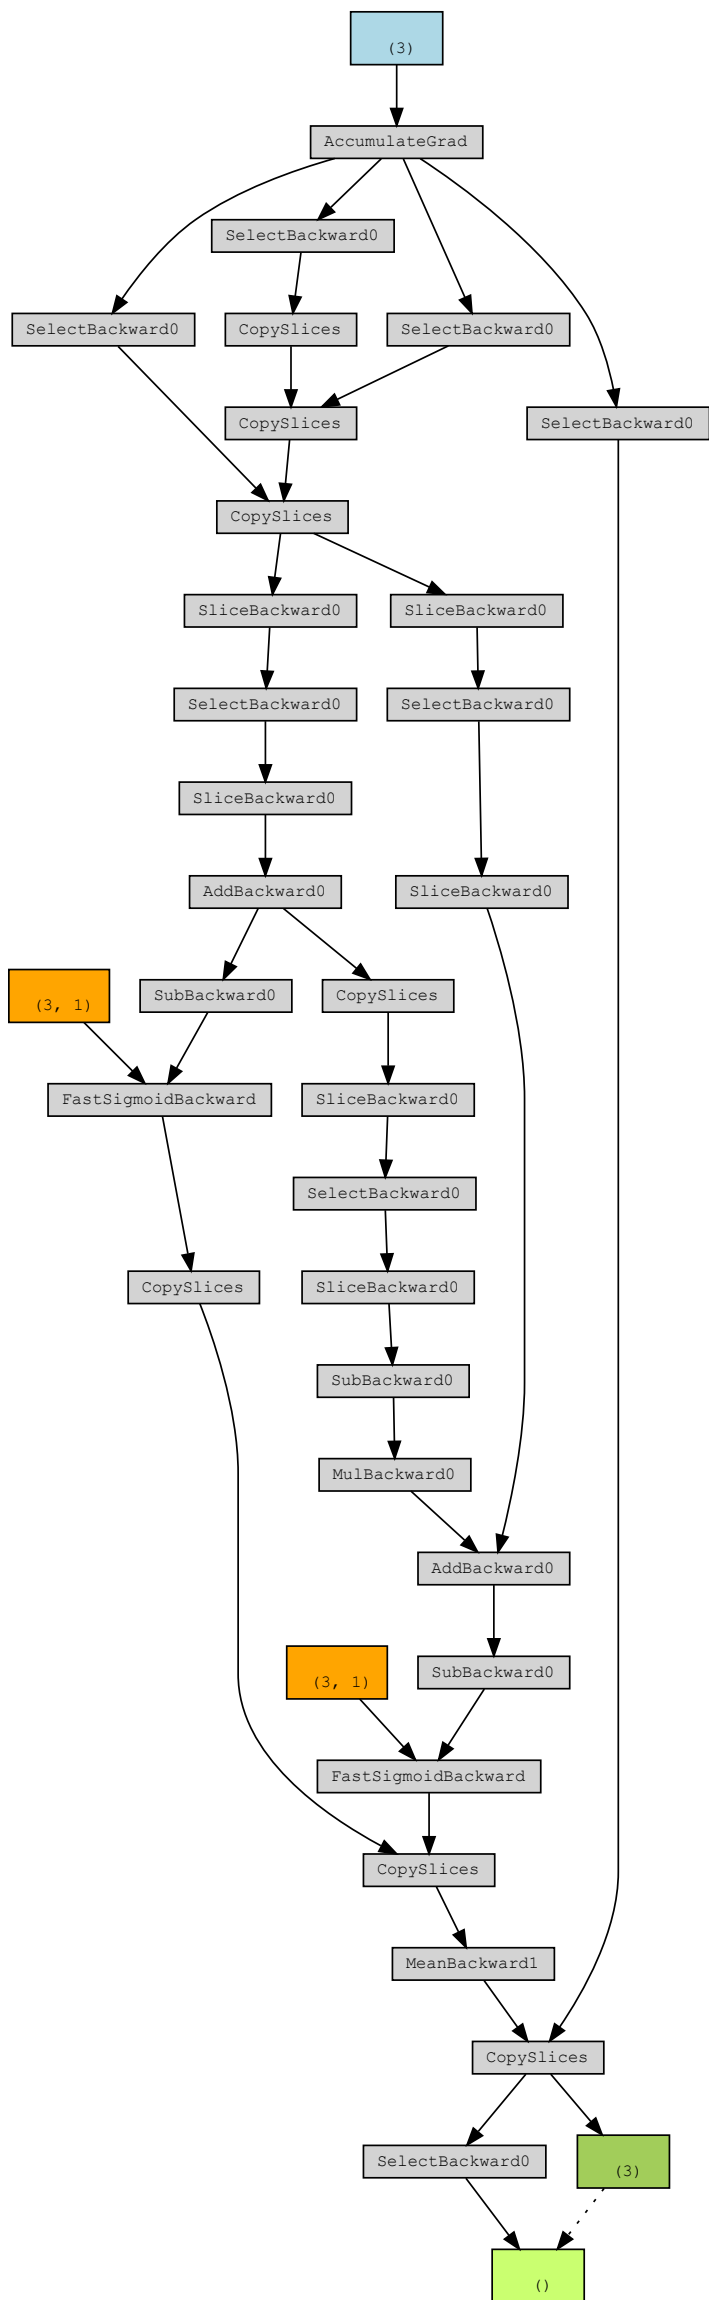 (3)
AccumulateGrad
SelectBackward0
SelectBackward0
CopySlices
SelectBackward0
CopySlices
SelectBackward0
CopySlices
SliceBackward0
SliceBackward0
SelectBackward0
SelectBackward0
SliceBackward0
AddBackward0
SliceBackward0
(3, 1)
SubBackward0
CopySlices
FastSigmoidBackward
SliceBackward0
SelectBackward0
CopySlices
SliceBackward0
SubBackward0
MulBackward0
AddBackward0
(3, 1)
SubBackward0
FastSigmoidBackward
CopySlices
MeanBackward1
CopySlices
SelectBackward0
(3)
()